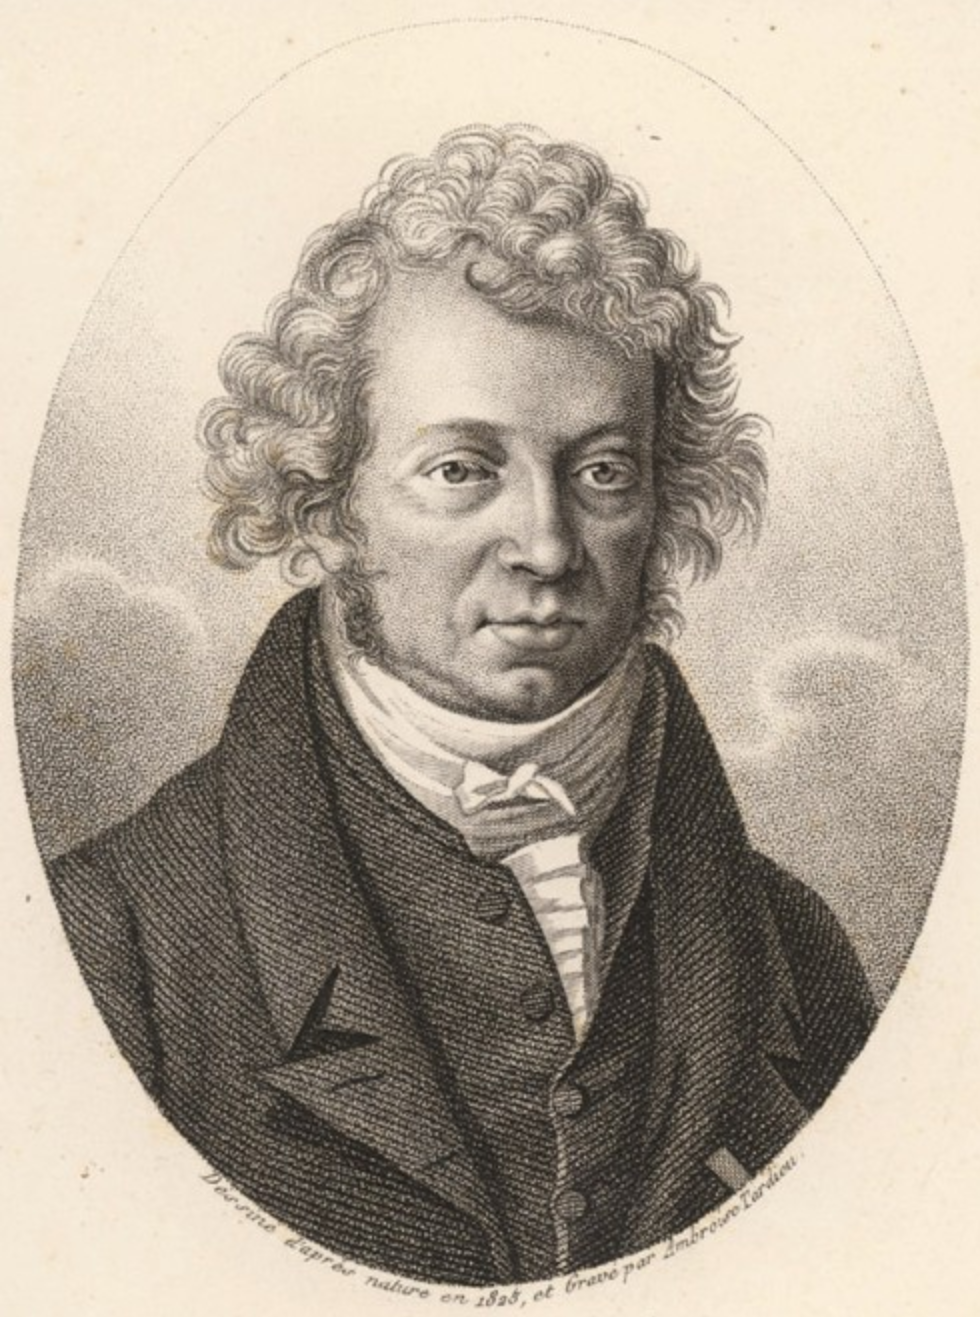 Dessiné d'après nature en 1825, et Gravé par Ambroise Tardieu.